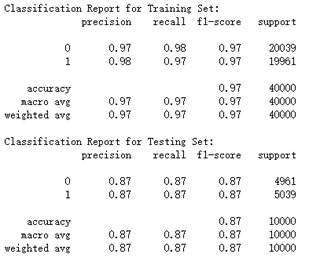 Classification Report for Training Set:
precision recall f1-score support
0 0.97 0.98 0.97 20039
1 0.98 0.97 0.97 19961
accuracy 0.97 40000
macro avg 0.97 0.97 0.97 40000
weighted avg 0.97 0.97 0.97 40000
Classification Report for Testing Set:
precision recall f1-score support
0 0.87 0.87 0.87 4961
1 0.87 0.87 0.87 5039
accuracy 0.87 10000
macro avg 0.87 0.87 0.87 10000
weighted avg 0.87 0.87 0.87 10000